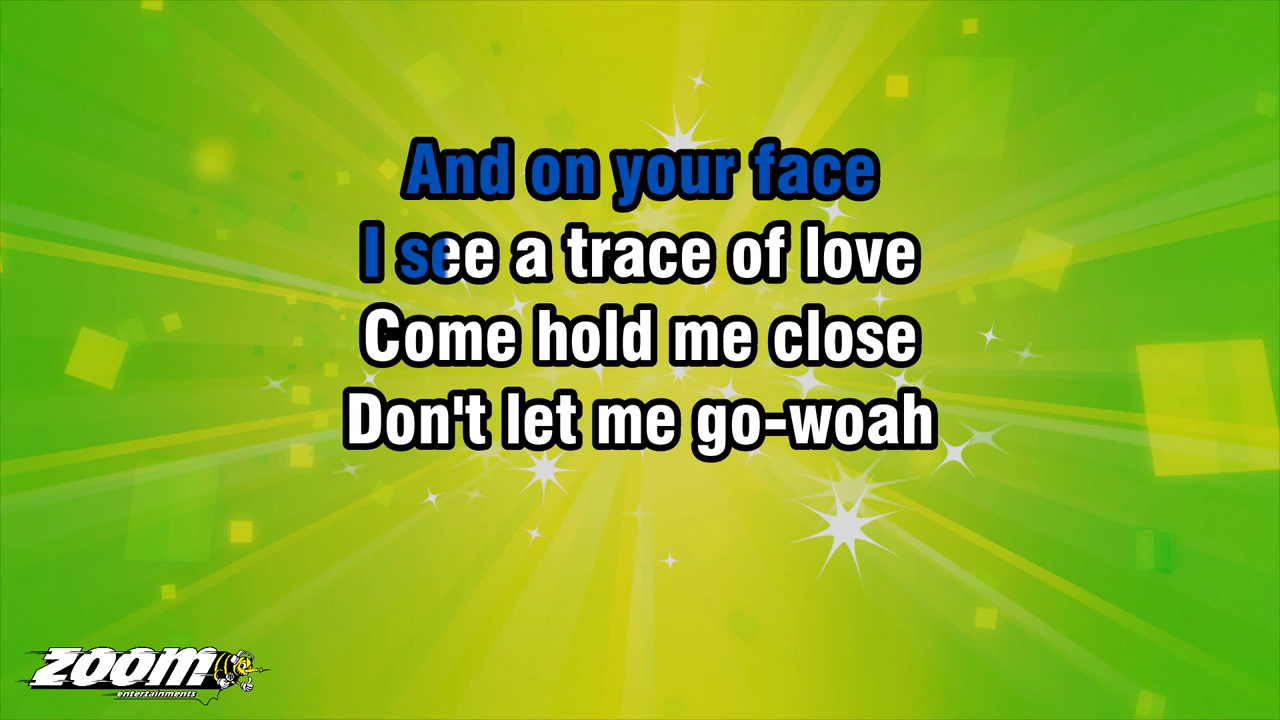 And on your face
I see a trace of love
Come hold me close
Don't let me go-woah
ZOOM
entertainments